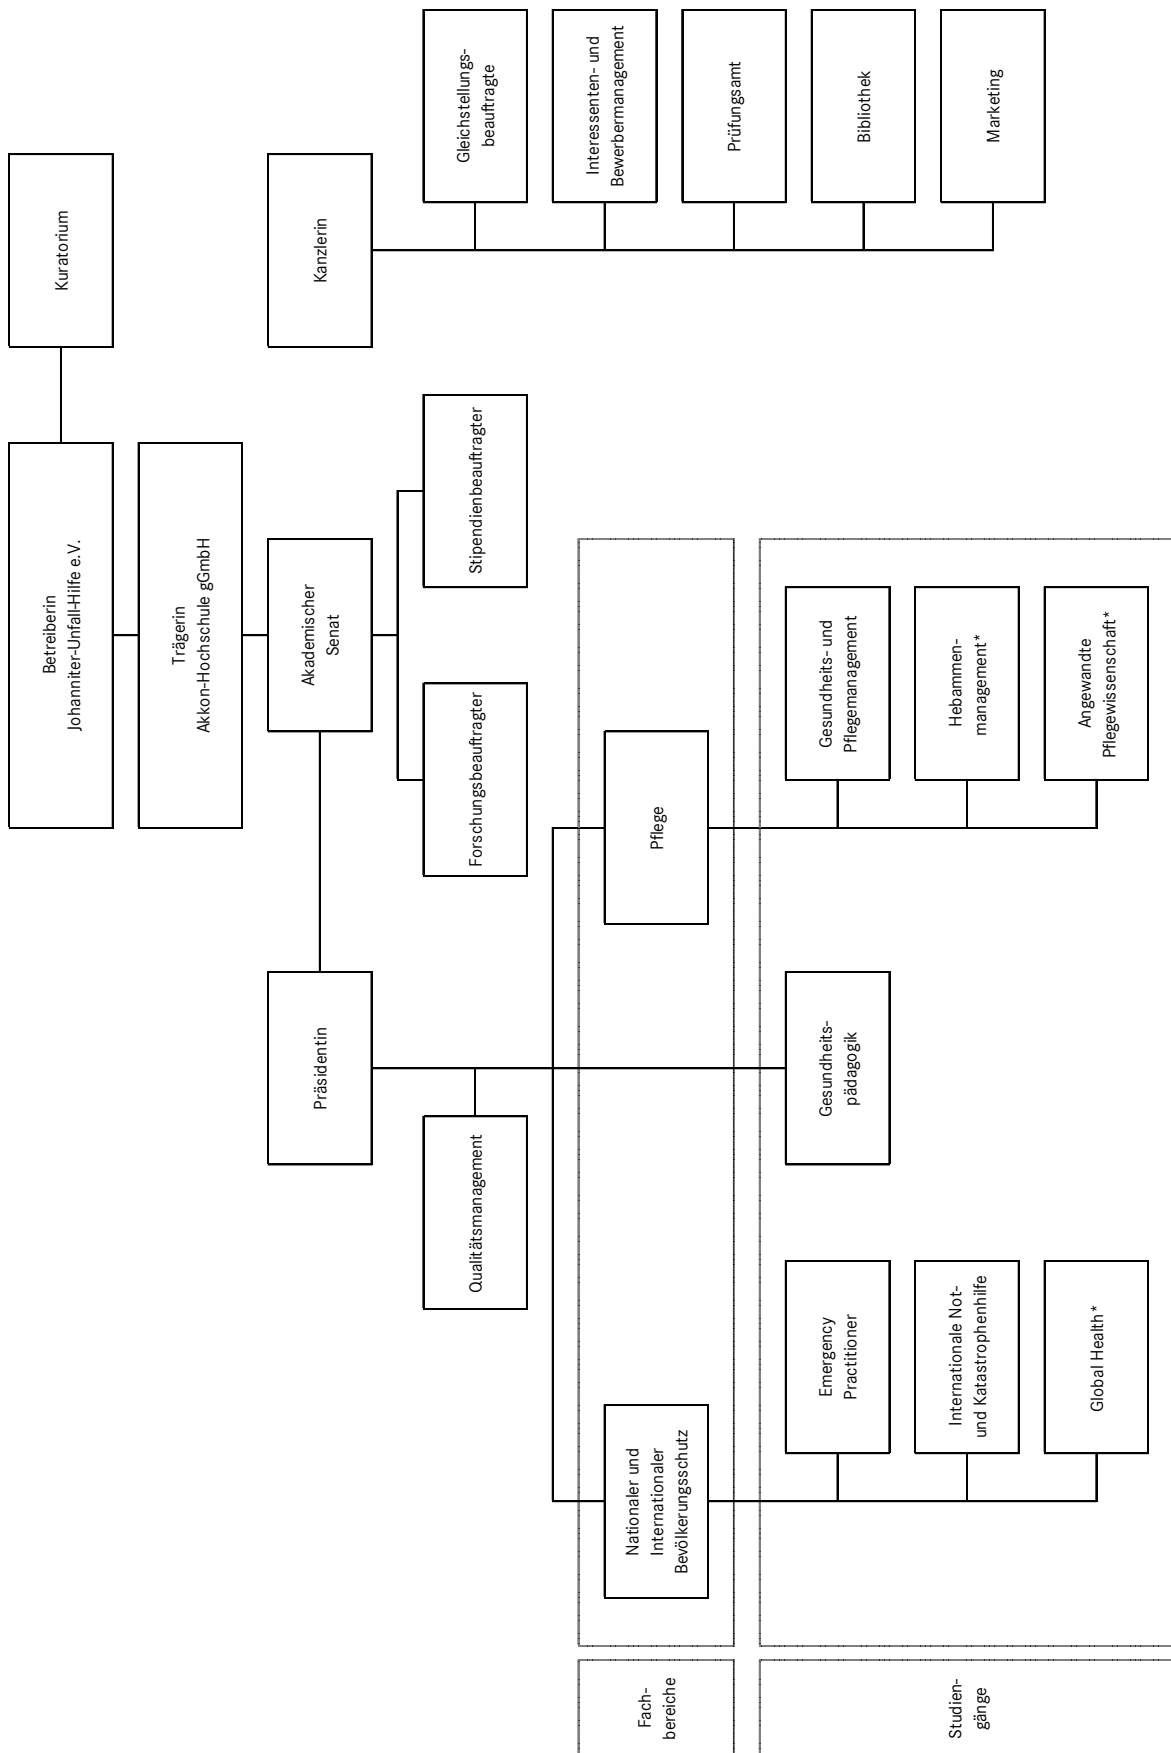 Betreiberin
Johanniter-Unfall-Hilfe e.V.
Kuratorium
Trägerin
Akkon-Hochschule gGmbH
Präsidentin
Akademischer
Senat
Kanzlerin
Qualitätsmanagement
Forschungsbeauftragter
Stipendienbeauftragter
Gleichstellungs-
beauftragte
Interessenten- und
Bewerbermanagement
Prüfungsamt
Bibliothek
Marketing
Fach-
bereiche
Nationaler und
Internationaler
Bevölkerungsschutz
Pflege
Studien-
gänge
Emergency
Practitioner
Internationale Not-
und Katastrophenhilfe
Global Health*
Gesundheits-
pädagogik
Gesundheits- und
Pflegemanagement
Hebammen-
management*
Angewandte
Pflegewissenschaft*